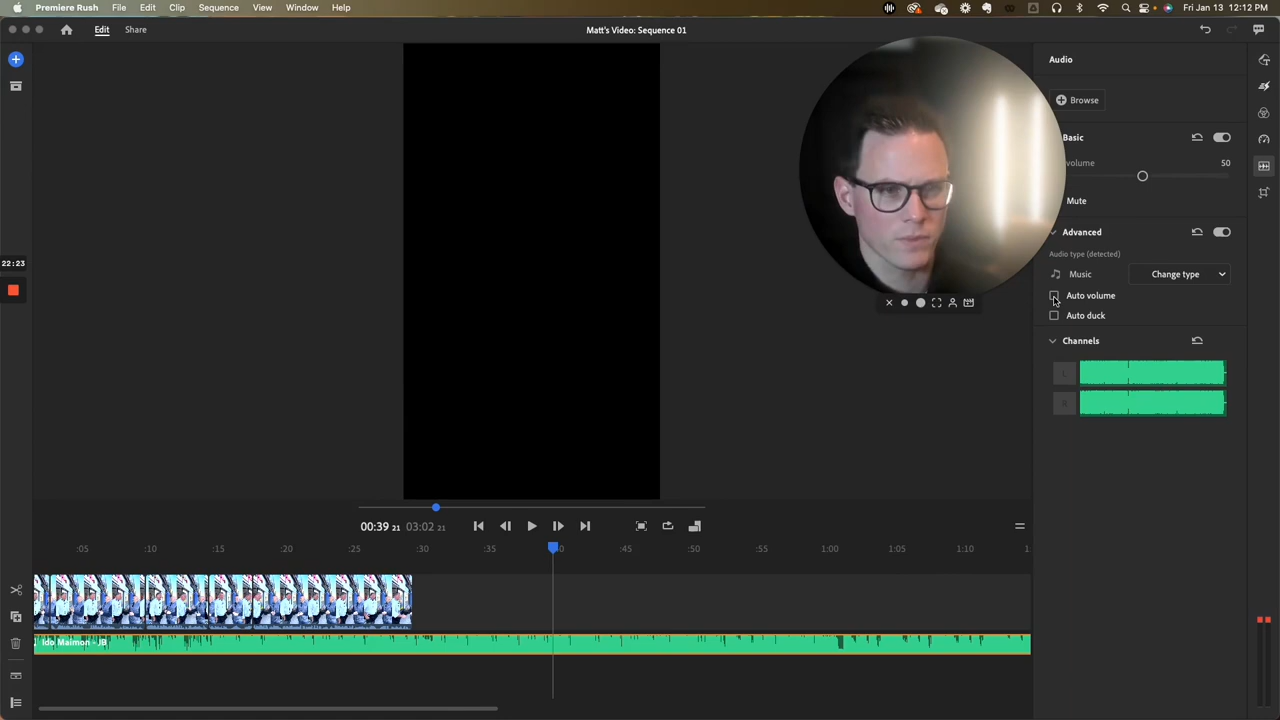 Premiere Rush File Edit Clip Sequence View Window Help Fri Jan 13 12:12 PM
Edit Share Matt's Video: Sequence 01
Audio
Browse
Basic
volume 50
Mute
Advanced
Audio type (detected)
Music Change type
Auto volume
Auto duck
Channels
L
R
22:23
00:39 21 03:02 21
:05 :10 :15 :20 :25 :30 :35 :40 :45 :50 :55 1:00 1:05 1:10 1:
Ido Maimon - JB